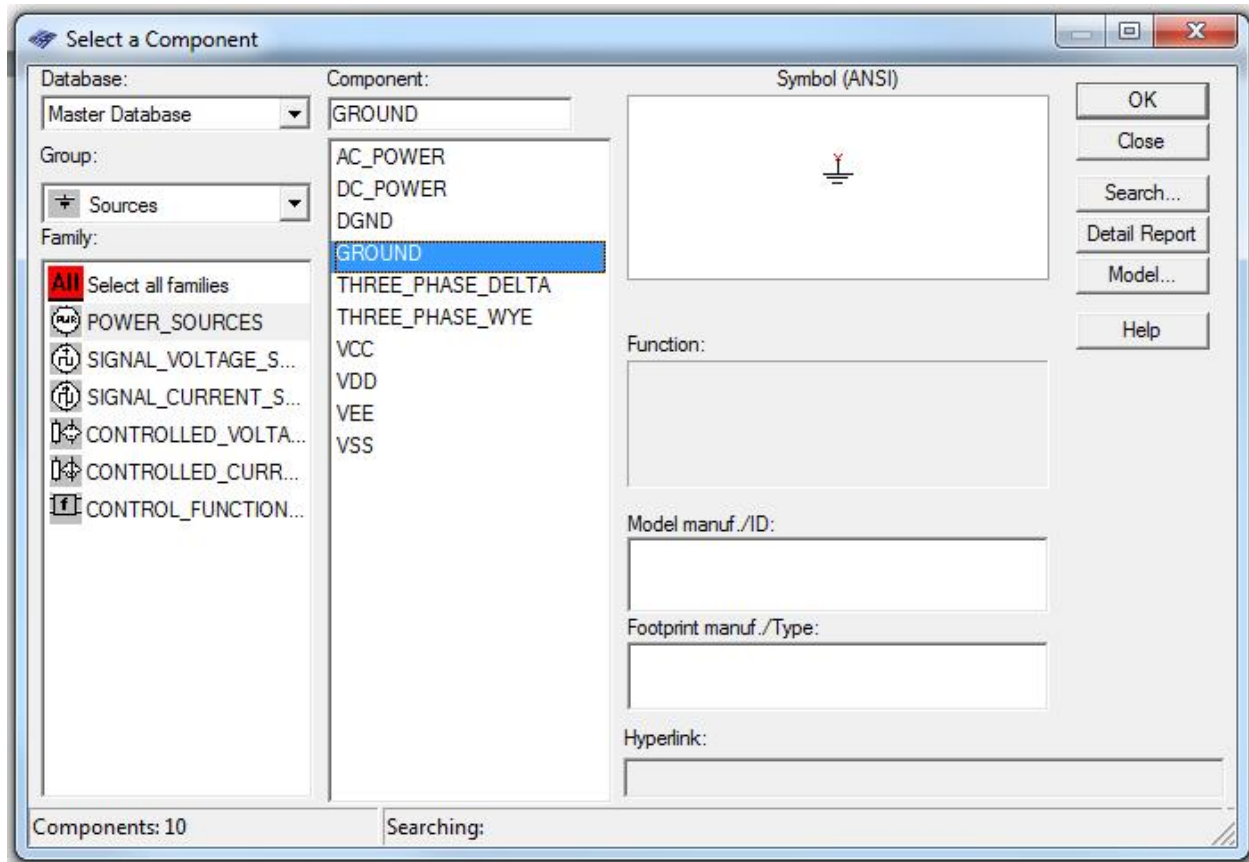 Select a Component
Database:
Master Database
Group:
Sources
Family:
All Select all families
POWER_SOURCES
SIGNAL_VOLTAGE_S...
SIGNAL_CURRENT_S...
CONTROLLED_VOLTA...
CONTROLLED_CURR...
CONTROL_FUNCTION...
Component:
GROUND
AC_POWER
DC_POWER
DGND
GROUND
THREE_PHASE_DELTA
THREE_PHASE_WYE
VCC
VDD
VEE
VSS
Symbol (ANSI)
Function:
Model manuf./ID:
Footprint manuf./Type:
Hyperlink:
OK
Close
Search...
Detail Report
Model...
Help
Components: 10
Searching: